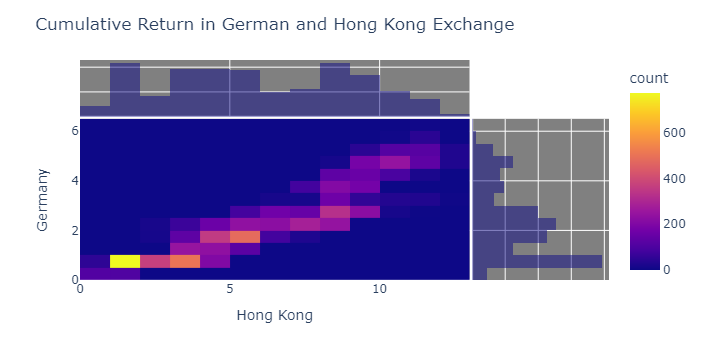 Cumulative Return in German and Hong Kong Exchange
count
600
400
200
0
6
4
2
0
Germany
0
5
10
Hong Kong